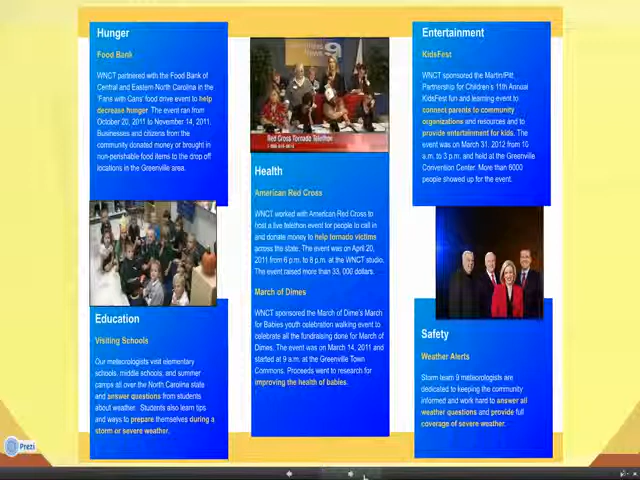 Hunger
Food Bank
WNCT partnered with the Food Bank of
Central and Eastern North Carolina in the
'Fans with Cans' food drive event to help
decrease hunger. The event ran from
October 20, 2011 to November 14, 2011.
Businesses and citizens from the
community donated money or brought in
non-perishable food items to the drop off
locations in the Greenville area.
Education
Visiting Schools
Our meteorologists visit elementary
schools, middle schools, and summer
camps all over the North Carolina state
and answer questions from students
about weather. Students also learn tips
and ways to prepare themselves during a
storm or severe weather.
9
Red Cross Tornado Telethon
Health
American Red Cross
WNCT worked with American Red Cross to
host a live telethon event for people to call in
and donate money to help tornado victims
across the state. The event was on April 20,
2011 from 6 p.m. to 8 p.m. at the WNCT studio.
The event raised more than 33, 000 dollars.
March of Dimes
WNCT sponsored the March of Dime's March
for Babies youth celebration walking event to
celebrate all the fundraising done for March of
Dimes. The event was on March 14, 2011 and
started at 9 a.m. at the Greenville Town
Commons. Proceeds went to research for
improving the health of babies.
Entertainment
KidsFest
WNCT sponsored the Martin/Pitt
Partnership for Children's 11th Annual
KidsFest fun and learning event to
connect parents to community
organizations and resources and to
provide entertainment for kids. The
event was on March 31, 2012 from 10
a.m. to 3 p.m. and held at the Greenville
Convention Center. More than 6000
people showed up for the event.
Safety
Weather Alerts
Storm team 9 meteorologists are
dedicated to keeping the community
informed and work hard to answer all
weather questions and provide full
coverage of severe weather.
Prezi